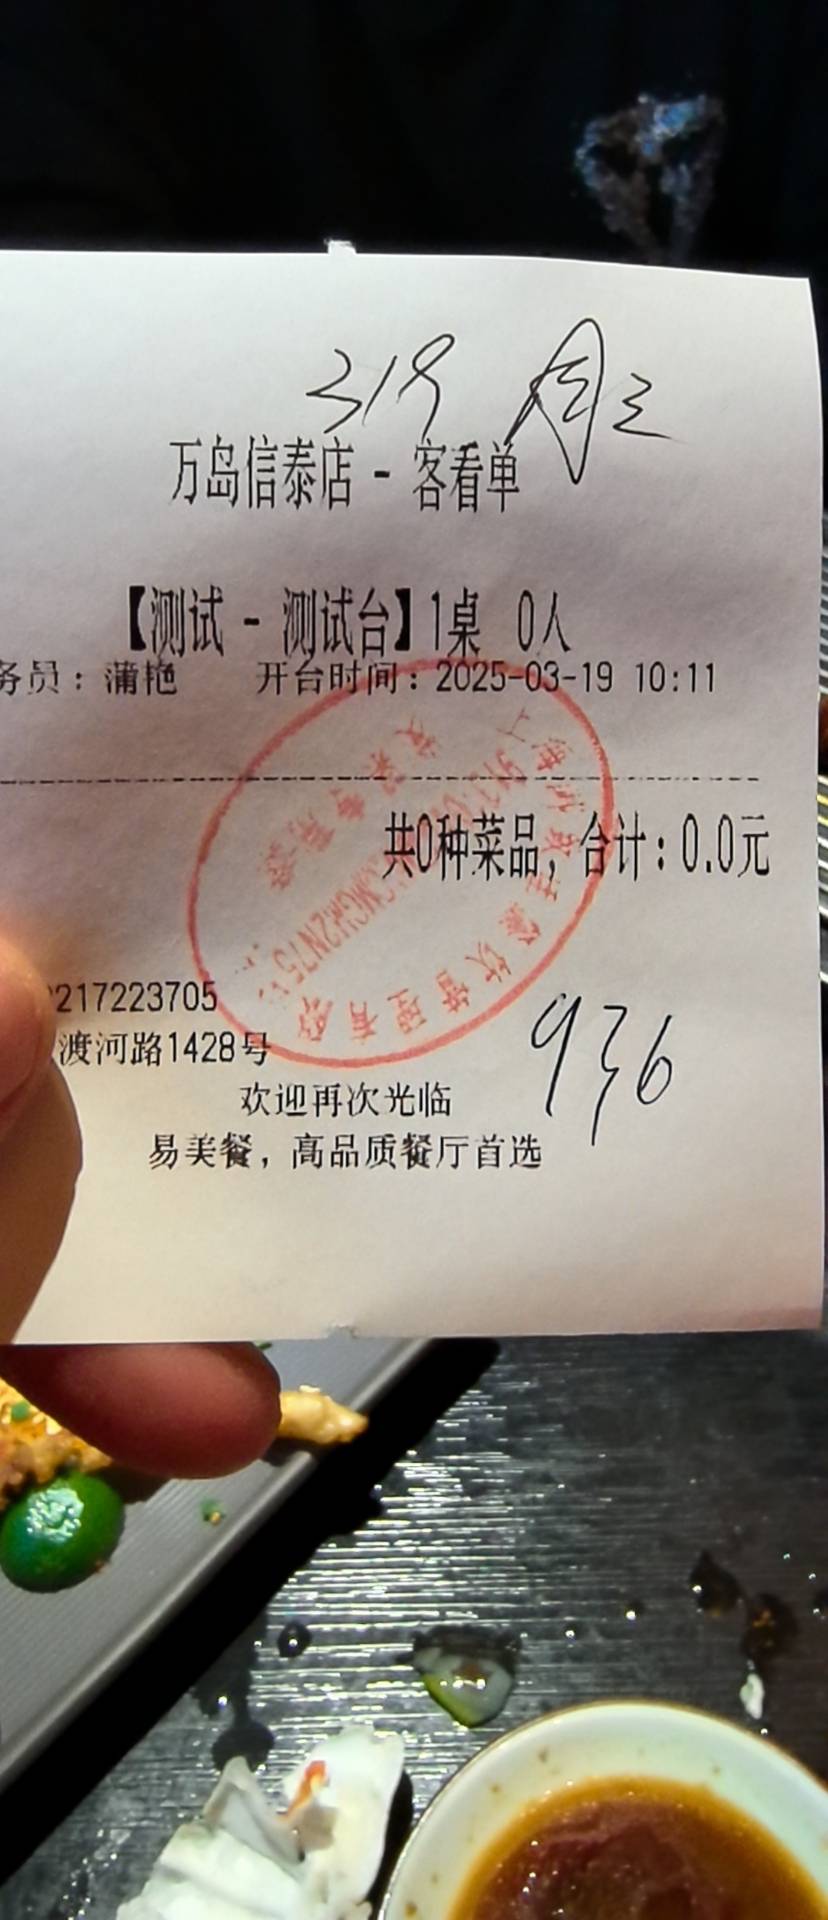 319 周三
万岛信泰店 - 客看单
【测试 - 测试台】1桌 0人
务员：蒲艳 开台时间：2025-03-19 10:11
共0种菜品，合计：0.0元
217223705
渡河路1428号
936
欢迎再次光临
易美餐，高品质餐厅首选